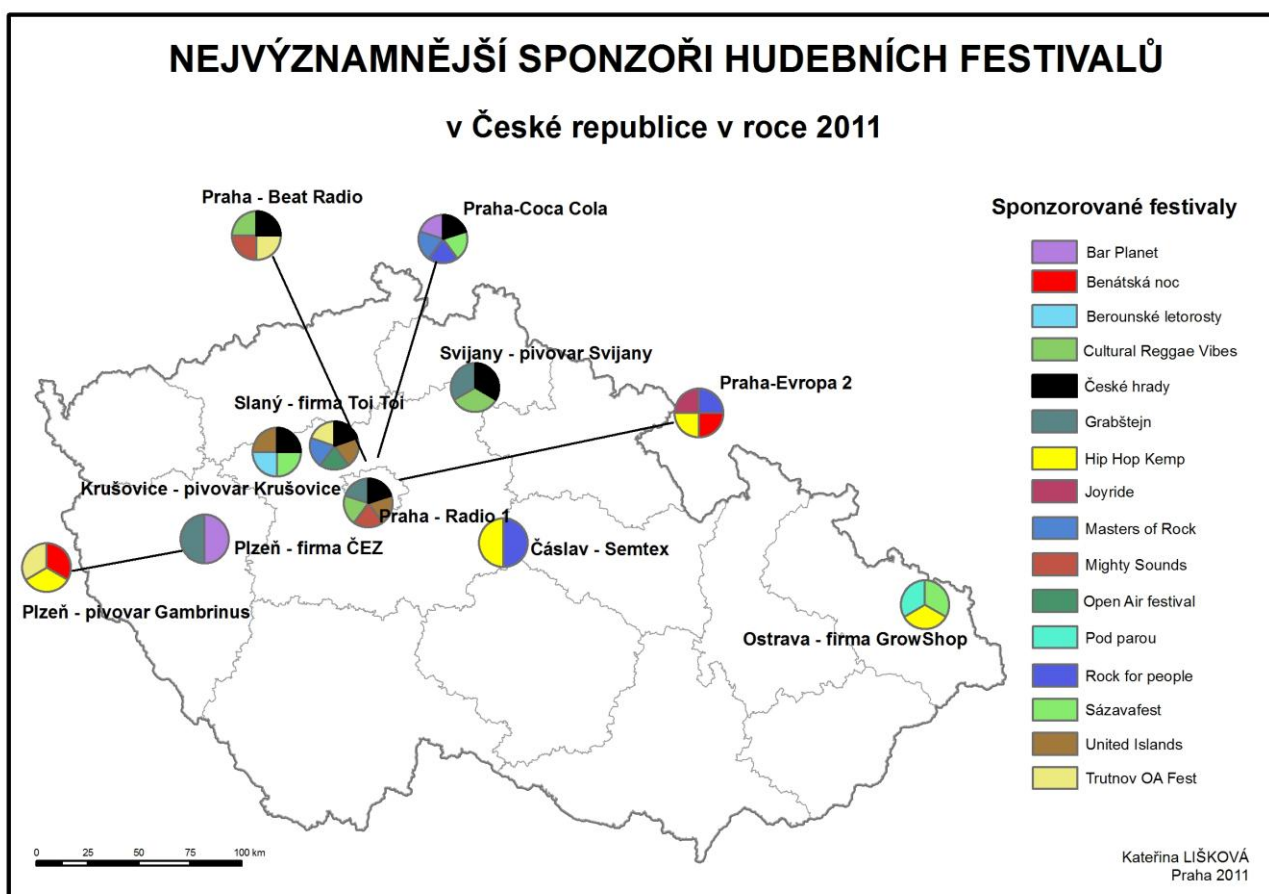 NEJVÝZNAMNĚJŠÍ SPONZOŘI HUDEBNÍCH FESTIVALŮ
v České republice v roce 2011
Praha - Beat Radio
Praha-Coca Cola
Svijany - pivovar Svijany
Praha-Evropa 2
Slaný - firma Toi Toi
Krušovice - pivovar Krušovice
Praha - Radio 1
Plzeň - firma ČEZ
Čáslav - Semtex
Plzeň - pivovar Gambrinus
Ostrava - firma GrowShop
Sponzorované festivaly
Bar Planet
Benátská noc
Berounské letorosty
Cultural Reggae Vibes
České hrady
Grabštejn
Hip Hop Kemp
Joyride
Masters of Rock
Mighty Sounds
Open Air festival
Pod parou
Rock for people
Sázavafest
United Islands
Trutnov OA Fest
0 25 50 75 100 km
Kateřina LIŠKOVÁ
Praha 2011